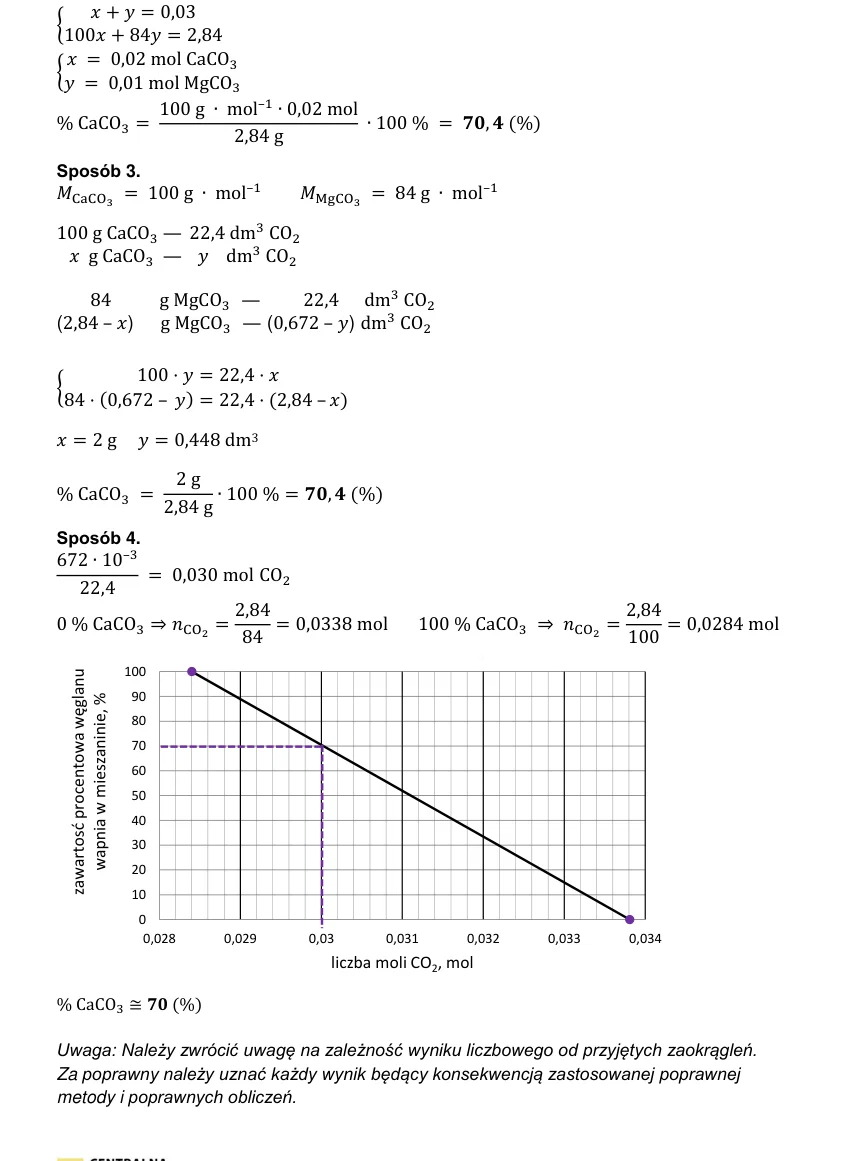 x + y = 0,03
100x + 84y = 2,84
x = 0,02 mol CaCO₃
y = 0,01 mol MgCO₃
% CaCO₃ = (100 g · mol⁻¹ · 0,02 mol)/(2,84 g) · 100 % = 70,4 (%)
Sposób 3.
M_CaCO₃ = 100 g · mol⁻¹ M_MgCO₃ = 84 g · mol⁻¹
100 g CaCO₃ — 22,4 dm³ CO₂
x g CaCO₃ — y dm³ CO₂
84 g MgCO₃ — 22,4 dm³ CO₂
(2,84 – x) g MgCO₃ — (0,672 – y) dm³ CO₂
100 · y = 22,4 · x
84 · (0,672 – y) = 22,4 · (2,84 – x)
x = 2 g y = 0,448 dm³
% CaCO₃ = (2 g)/(2,84 g) · 100 % = 70,4 (%)
Sposób 4.
(672 · 10⁻³)/(22,4) = 0,030 mol CO₂
0 % CaCO₃ ⇒ n_CO₂ = 2,84/84 = 0,0338 mol 100 % CaCO₃ ⇒ n_CO₂ = 2,84/100 = 0,0284 mol
zawartość procentowa węglanu
wapnia w mieszaninie, %
100
90
80
70
60
50
40
30
20
10
0
0,028 0,029 0,03 0,031 0,032 0,033 0,034
liczba moli CO₂, mol
% CaCO₃ ≅ 70 (%)
Uwaga: Należy zwrócić uwagę na zależność wyniku liczbowego od przyjętych zaokrągleń.
Za poprawny należy uznać każdy wynik będący konsekwencją zastosowanej poprawnej
metody i poprawnych obliczeń.
CENTRALNA